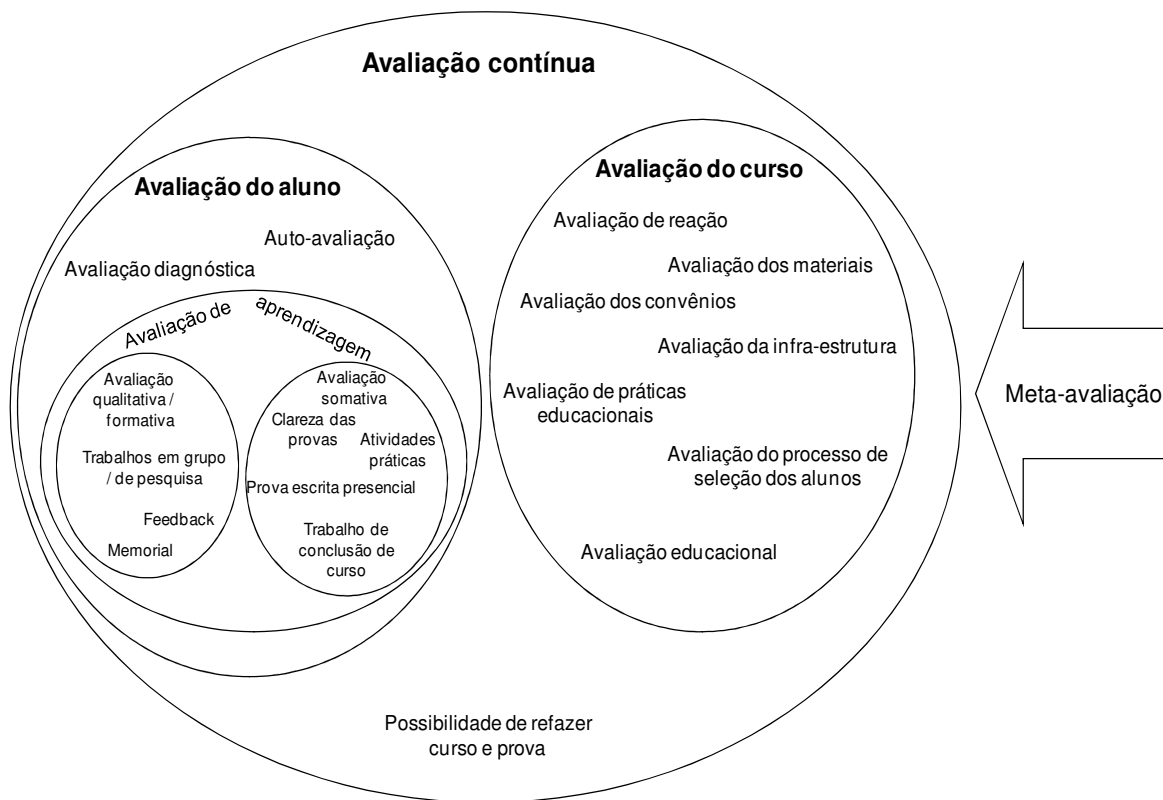 Avaliação contínua
Avaliação do aluno
Auto-avaliação
Avaliação diagnóstica
Avaliação de aprendizagem
Avaliação
qualitativa /
formativa
Trabalhos em grupo
/ de pesquisa
Feedback
Memorial
Avaliação
somativa
Clareza das
provas
Atividades
práticas
Prova escrita presencial
Trabalho de
conclusão de
curso
Avaliação do curso
Avaliação de reação
Avaliação dos materiais
Avaliação dos convênios
Avaliação da infra-estrutura
Avaliação de práticas
educacionais
Avaliação do processo de
seleção dos alunos
Avaliação educacional
Possibilidade de refazer
curso e prova
Meta-avaliação